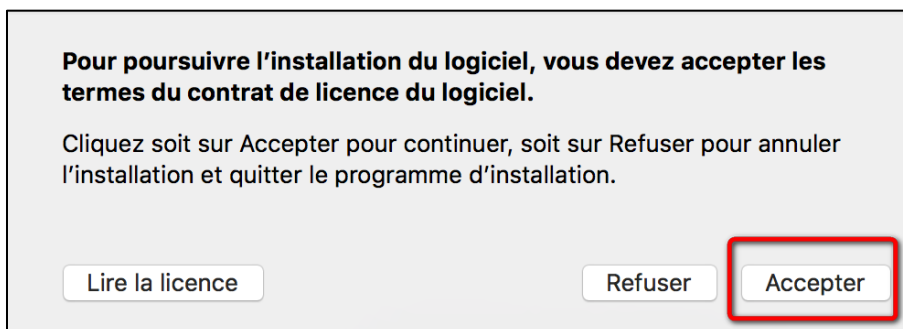 Pour poursuivre l’installation du logiciel, vous devez accepter les
termes du contrat de licence du logiciel.
Cliquez soit sur Accepter pour continuer, soit sur Refuser pour annuler
l’installation et quitter le programme d’installation.
Lire la licence Refuser Accepter